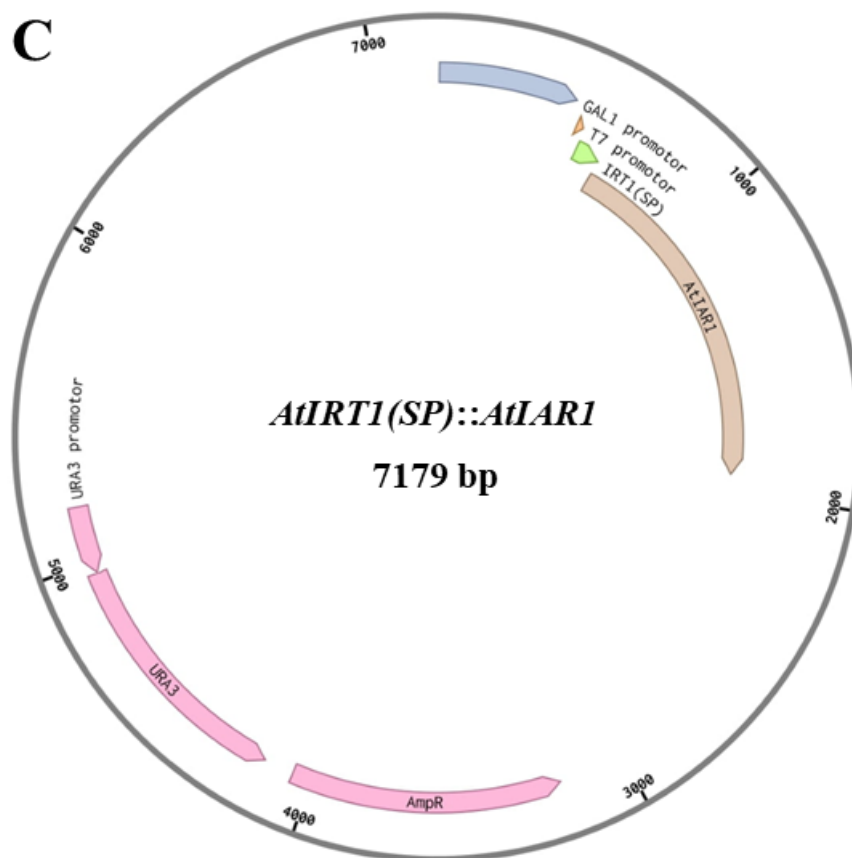 C
7000
GAL1 promotor
T7 promotor
IRT1(SP)
1000
AtIAR1
6000
AtIRT1(SP)::AtIAR1
7179 bp
URA3 promotor
2000
5000
URA3
AmpR
3000
4000